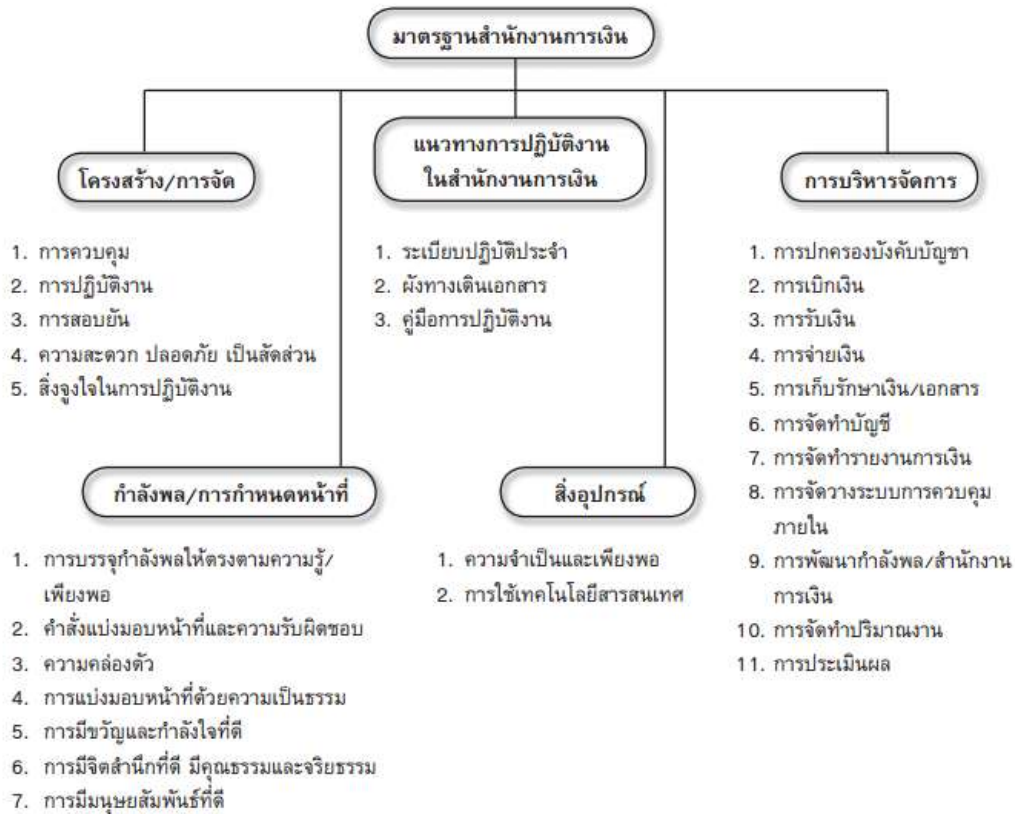 มาตรฐานสำนักงานการเงิน
โครงสร้าง/การจัด
1. การควบคุม
2. การปฏิบัติงาน
3. การสอบยัน
4. ความสะดวก ปลอดภัย เป็นสัดส่วน
5. สิ่งจูงใจในการปฏิบัติงาน
แนวทางการปฏิบัติงาน
ในสำนักงานการเงิน
1. ระเบียบปฏิบัติประจำ
2. ผังทางเดินเอกสาร
3. คู่มือการปฏิบัติงาน
การบริหารจัดการ
1. การปกครองบังคับบัญชา
2. การเบิกเงิน
3. การรับเงิน
4. การจ่ายเงิน
5. การเก็บรักษาเงิน/เอกสาร
6. การจัดทำบัญชี
7. การจัดทำรายงานการเงิน
8. การจัดวางระบบการควบคุม
ภายใน
9. การพัฒนากำลังพล/สำนักงาน
การเงิน
10. การจัดทำปริมาณงาน
11. การประเมินผล
กำลังพล/การกำหนดหน้าที่
1. การบรรจุกำลังพลให้ตรงตามความรู้/
เพียงพอ
2. คำสั่งแบ่งมอบหน้าที่และความรับผิดชอบ
3. ความคล่องตัว
4. การแบ่งมอบหน้าที่ด้วยความเป็นธรรม
5. การมีขวัญและกำลังใจที่ดี
6. การมีจิตสำนึกที่ดี มีคุณธรรมและจริยธรรม
7. การมีมนุษยสัมพันธ์ที่ดี
สิ่งอุปกรณ์
1. ความจำเป็นและเพียงพอ
2. การใช้เทคโนโลยีสารสนเทศ